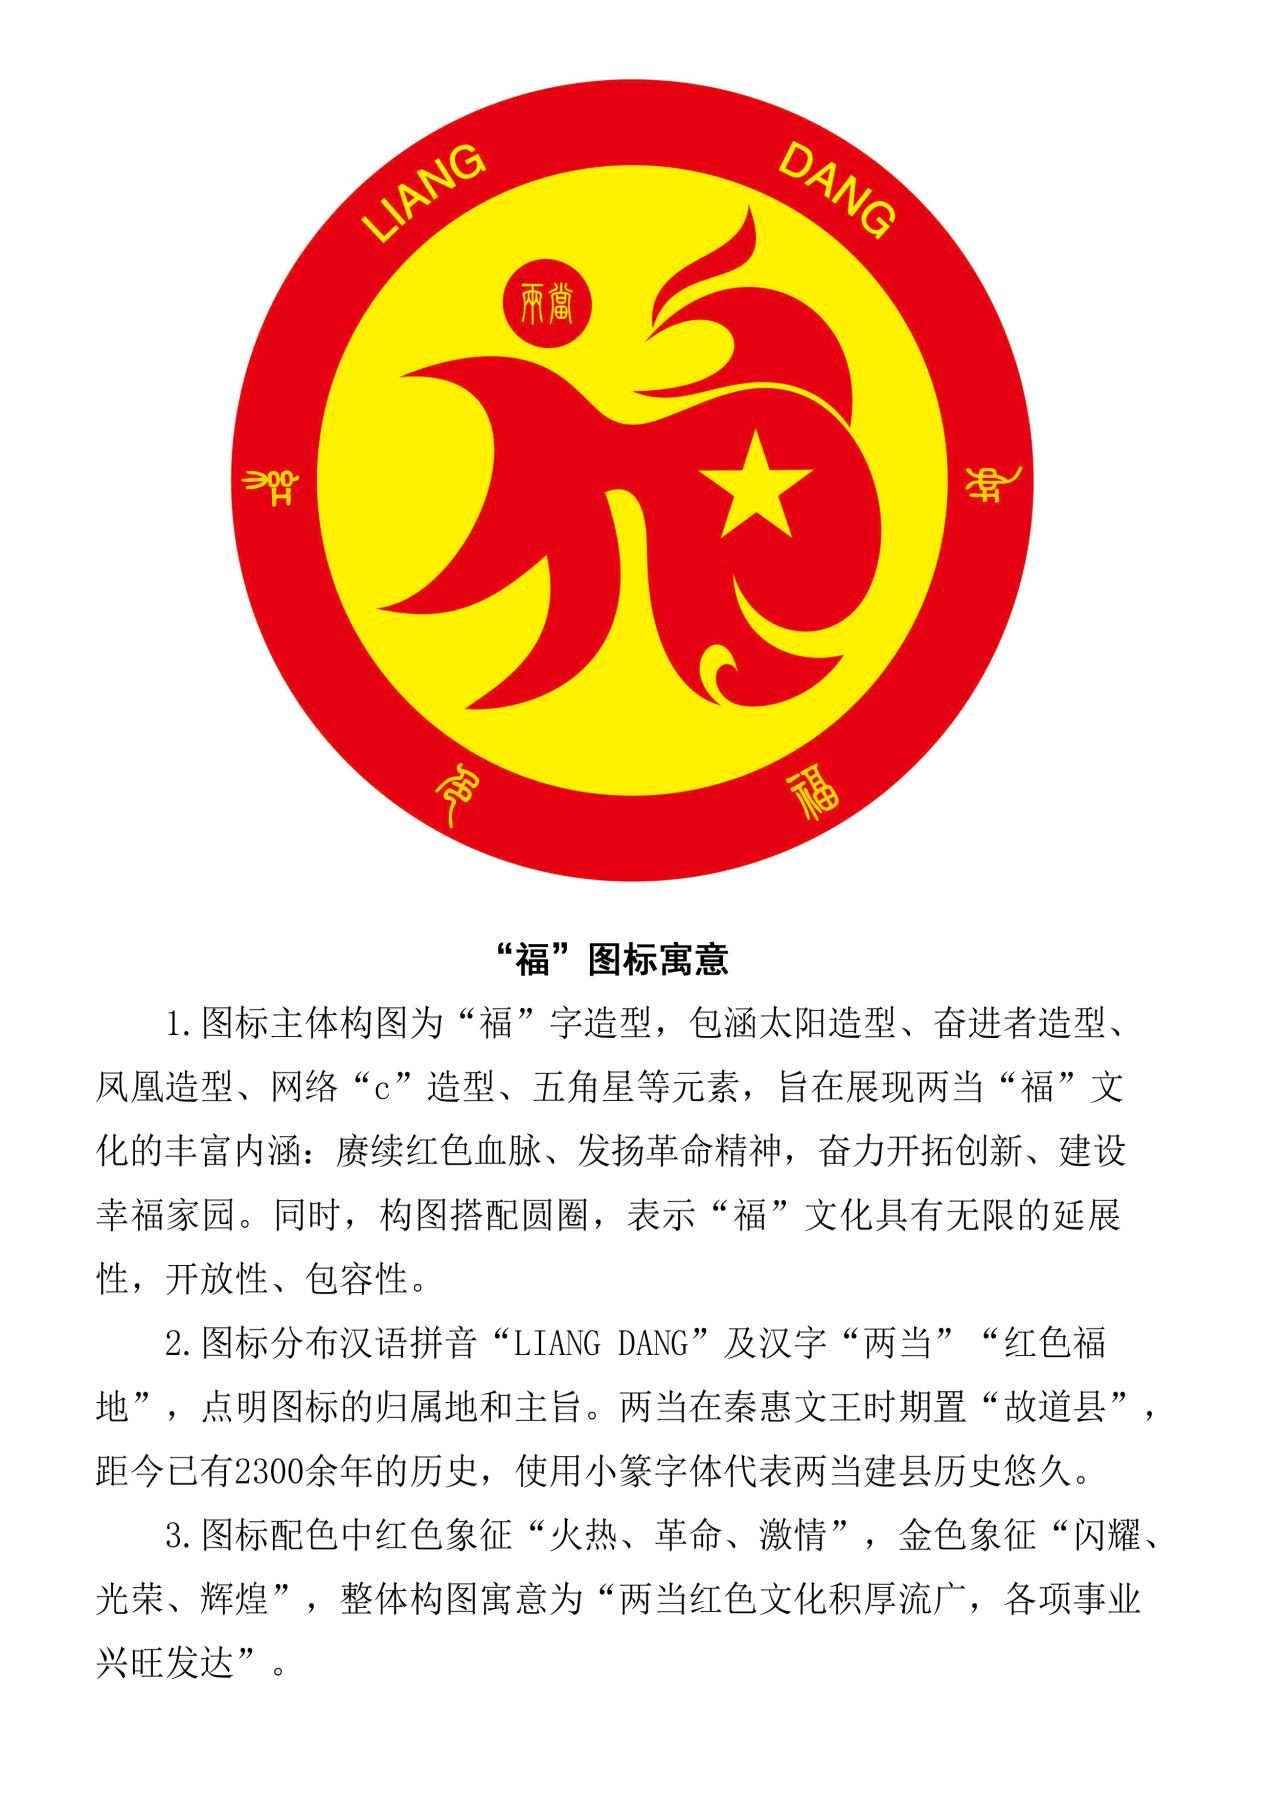 LIANG DANG
兩當
红色福地
“福”图标寓意
1.图标主体构图为“福”字造型，包涵太阳造型、奋进者造型、
凤凰造型、网络“c”造型、五角星等元素，旨在展现两当“福”文
化的丰富内涵：赓续红色血脉、发扬革命精神，奋力开拓创新、建设
幸福家园。同时，构图搭配圆圈，表示“福”文化具有无限的延展
性，开放性、包容性。
2.图标分布汉语拼音“LIANG DANG”及汉字“两当”“红色福
地”，点明图标的归属地和主旨。两当在秦惠文王时期置“故道县”，
距今已有2300余年的历史，使用小篆字体代表两当建县历史悠久。
3.图标配色中红色象征“火热、革命、激情”，金色象征“闪耀、
光荣、辉煌”，整体构图寓意为“两当红色文化积厚流广，各项事业
兴旺发达”。